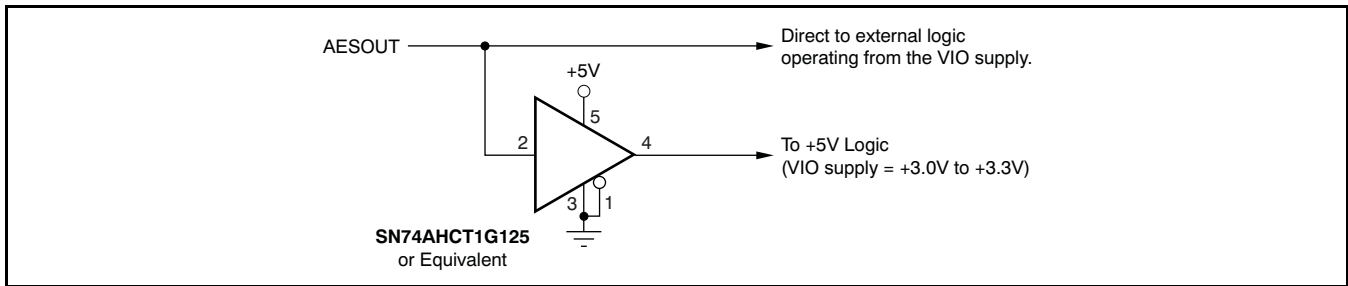 AESOUT
Direct to external logic
operating from the VIO supply.
+5V
5
2
4
To +5V Logic
(VIO supply = +3.0V to +3.3V)
3
1
SN74AHCT1G125
or Equivalent